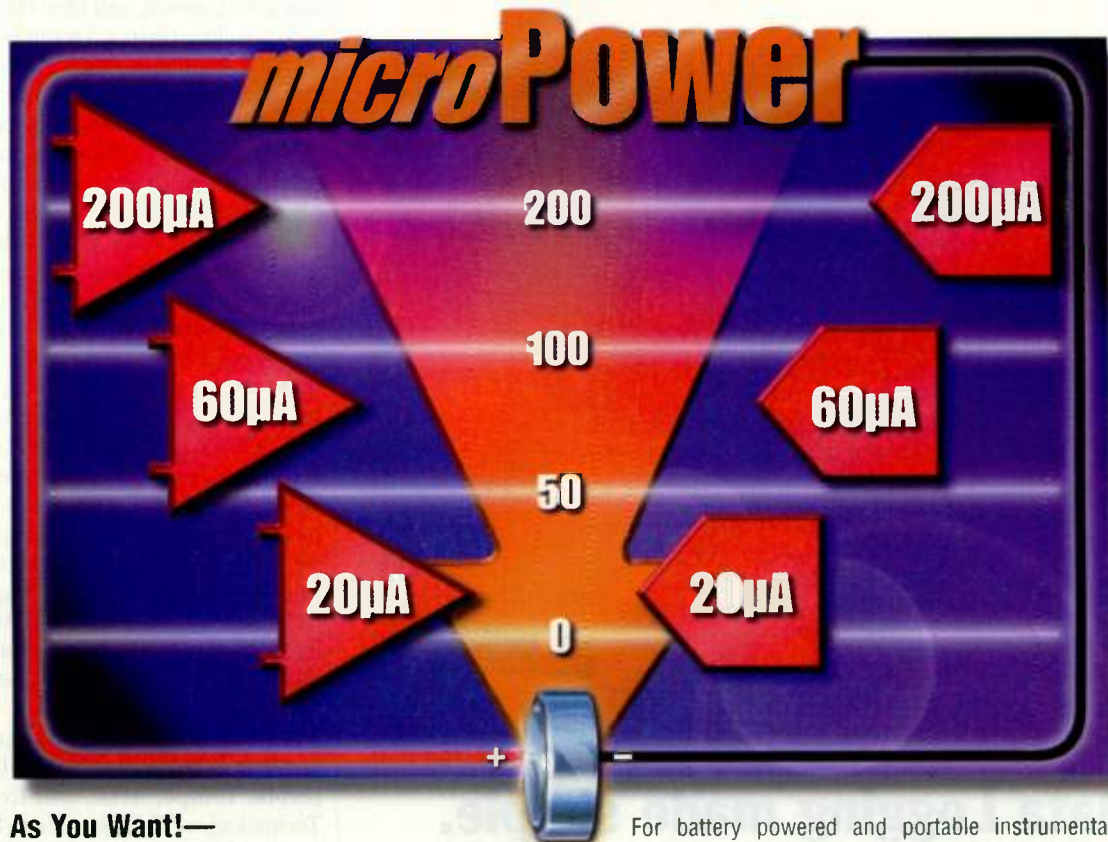 microPower
200µA 200 200µA
100
60µA 60µA
50
20µA 20µA
0
+ –
As You Want!—
For battery powered and portable